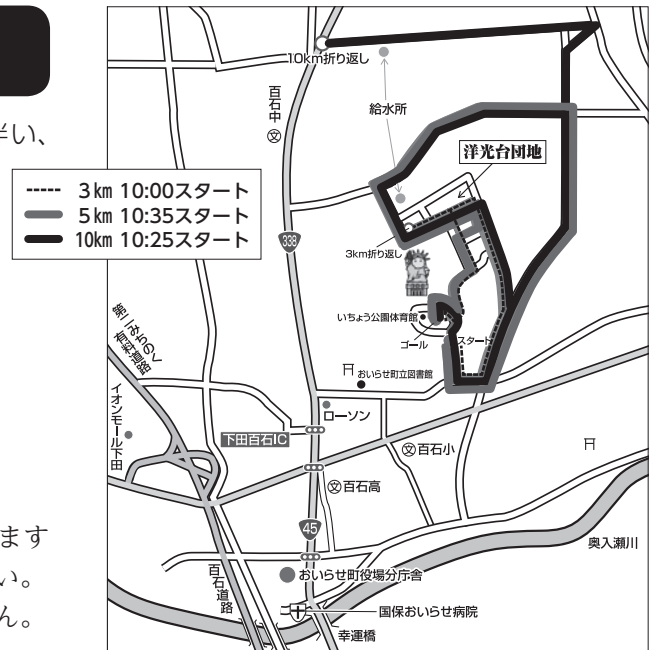 伴い、
3㎞ 10:00スタート
5㎞ 10:35スタート
10㎞ 10:25スタート
ます
い。
ん。
10km折り返し
百石中
文
給水所
洋光台団地
338
3km折り返し
いちょう公園体育館
ゴール
スタート
第二みちのく
有料道路
おいらせ町立図書館
イオンモール下田
ローソン
下田百石IC
文百石小
文百石高
45
奥入瀬川
百石道路
おいらせ町役場分庁舎
国保おいらせ病院
幸運橋